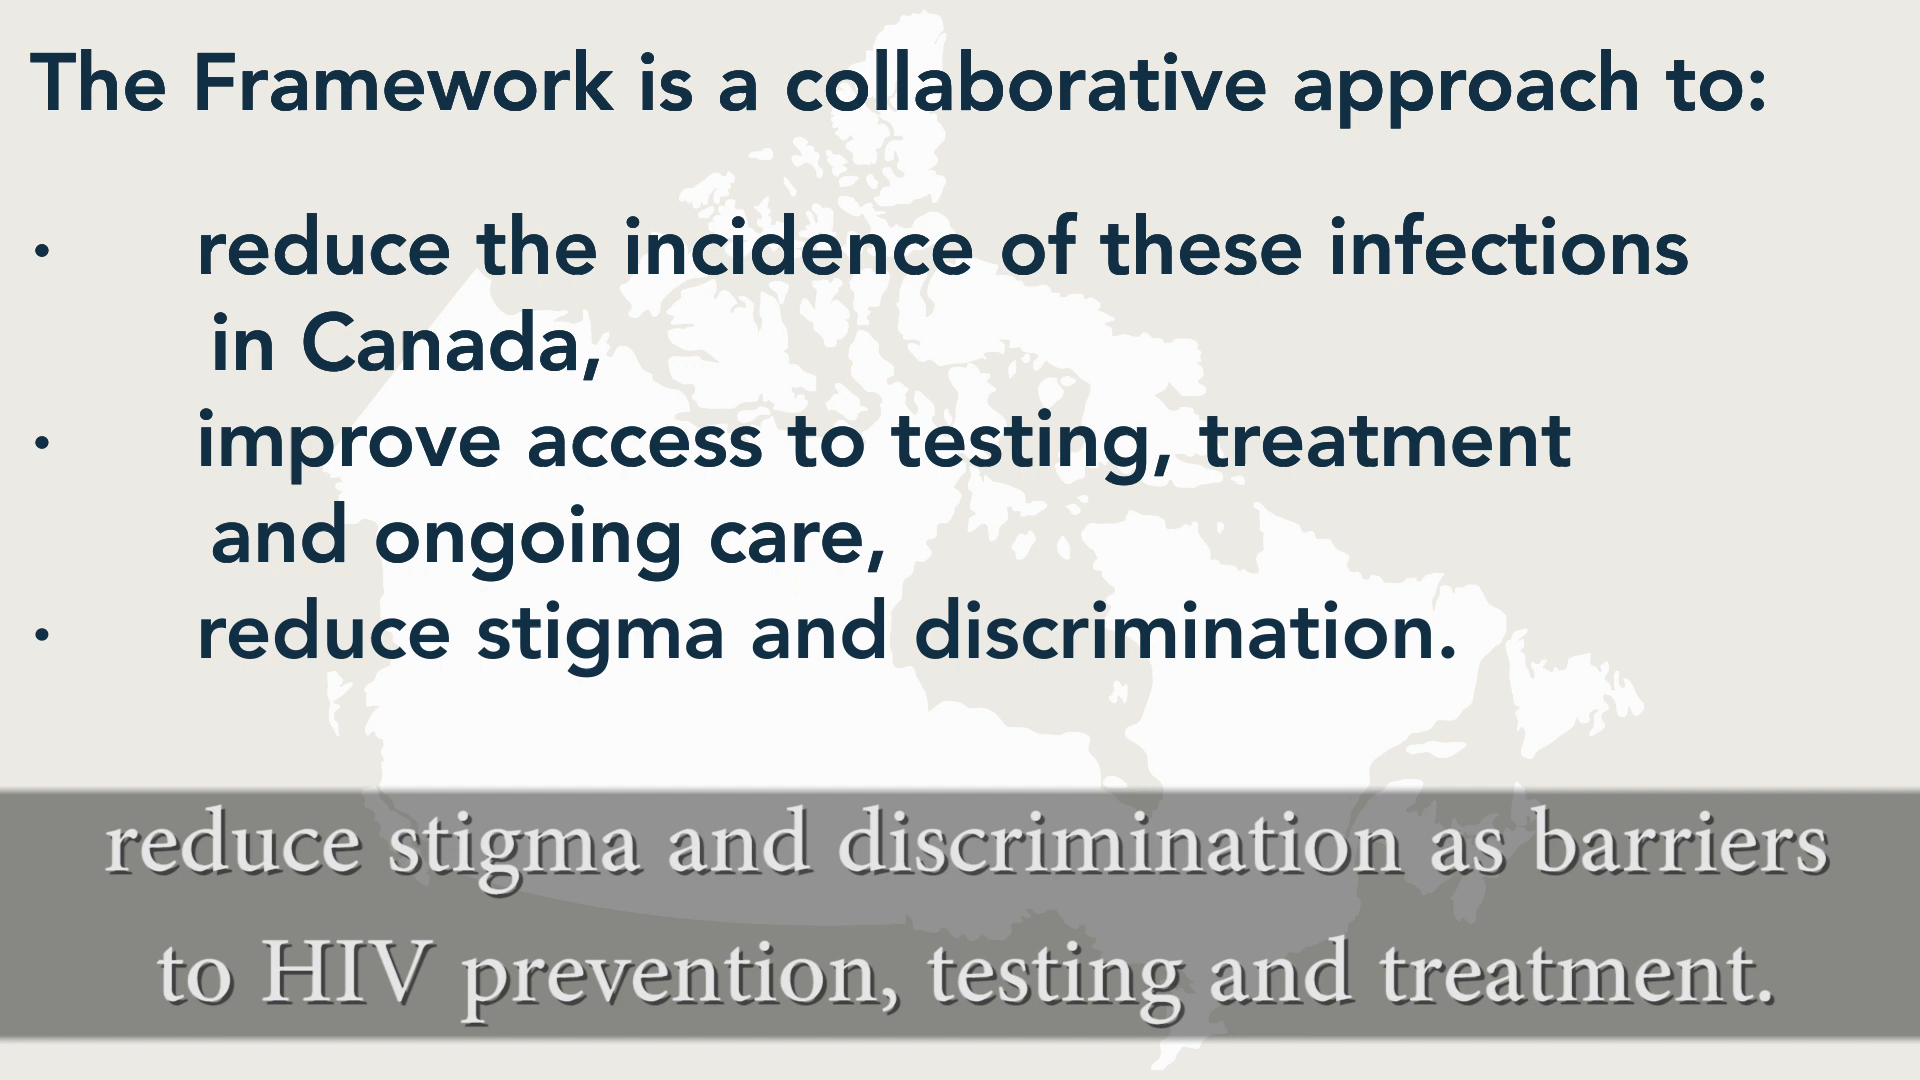 The Framework is a collaborative approach to:
· reduce the incidence of these infections
in Canada,
· improve access to testing, treatment
and ongoing care,
· reduce stigma and discrimination.
reduce stigma and discrimination as barriers
to HIV prevention, testing and treatment.